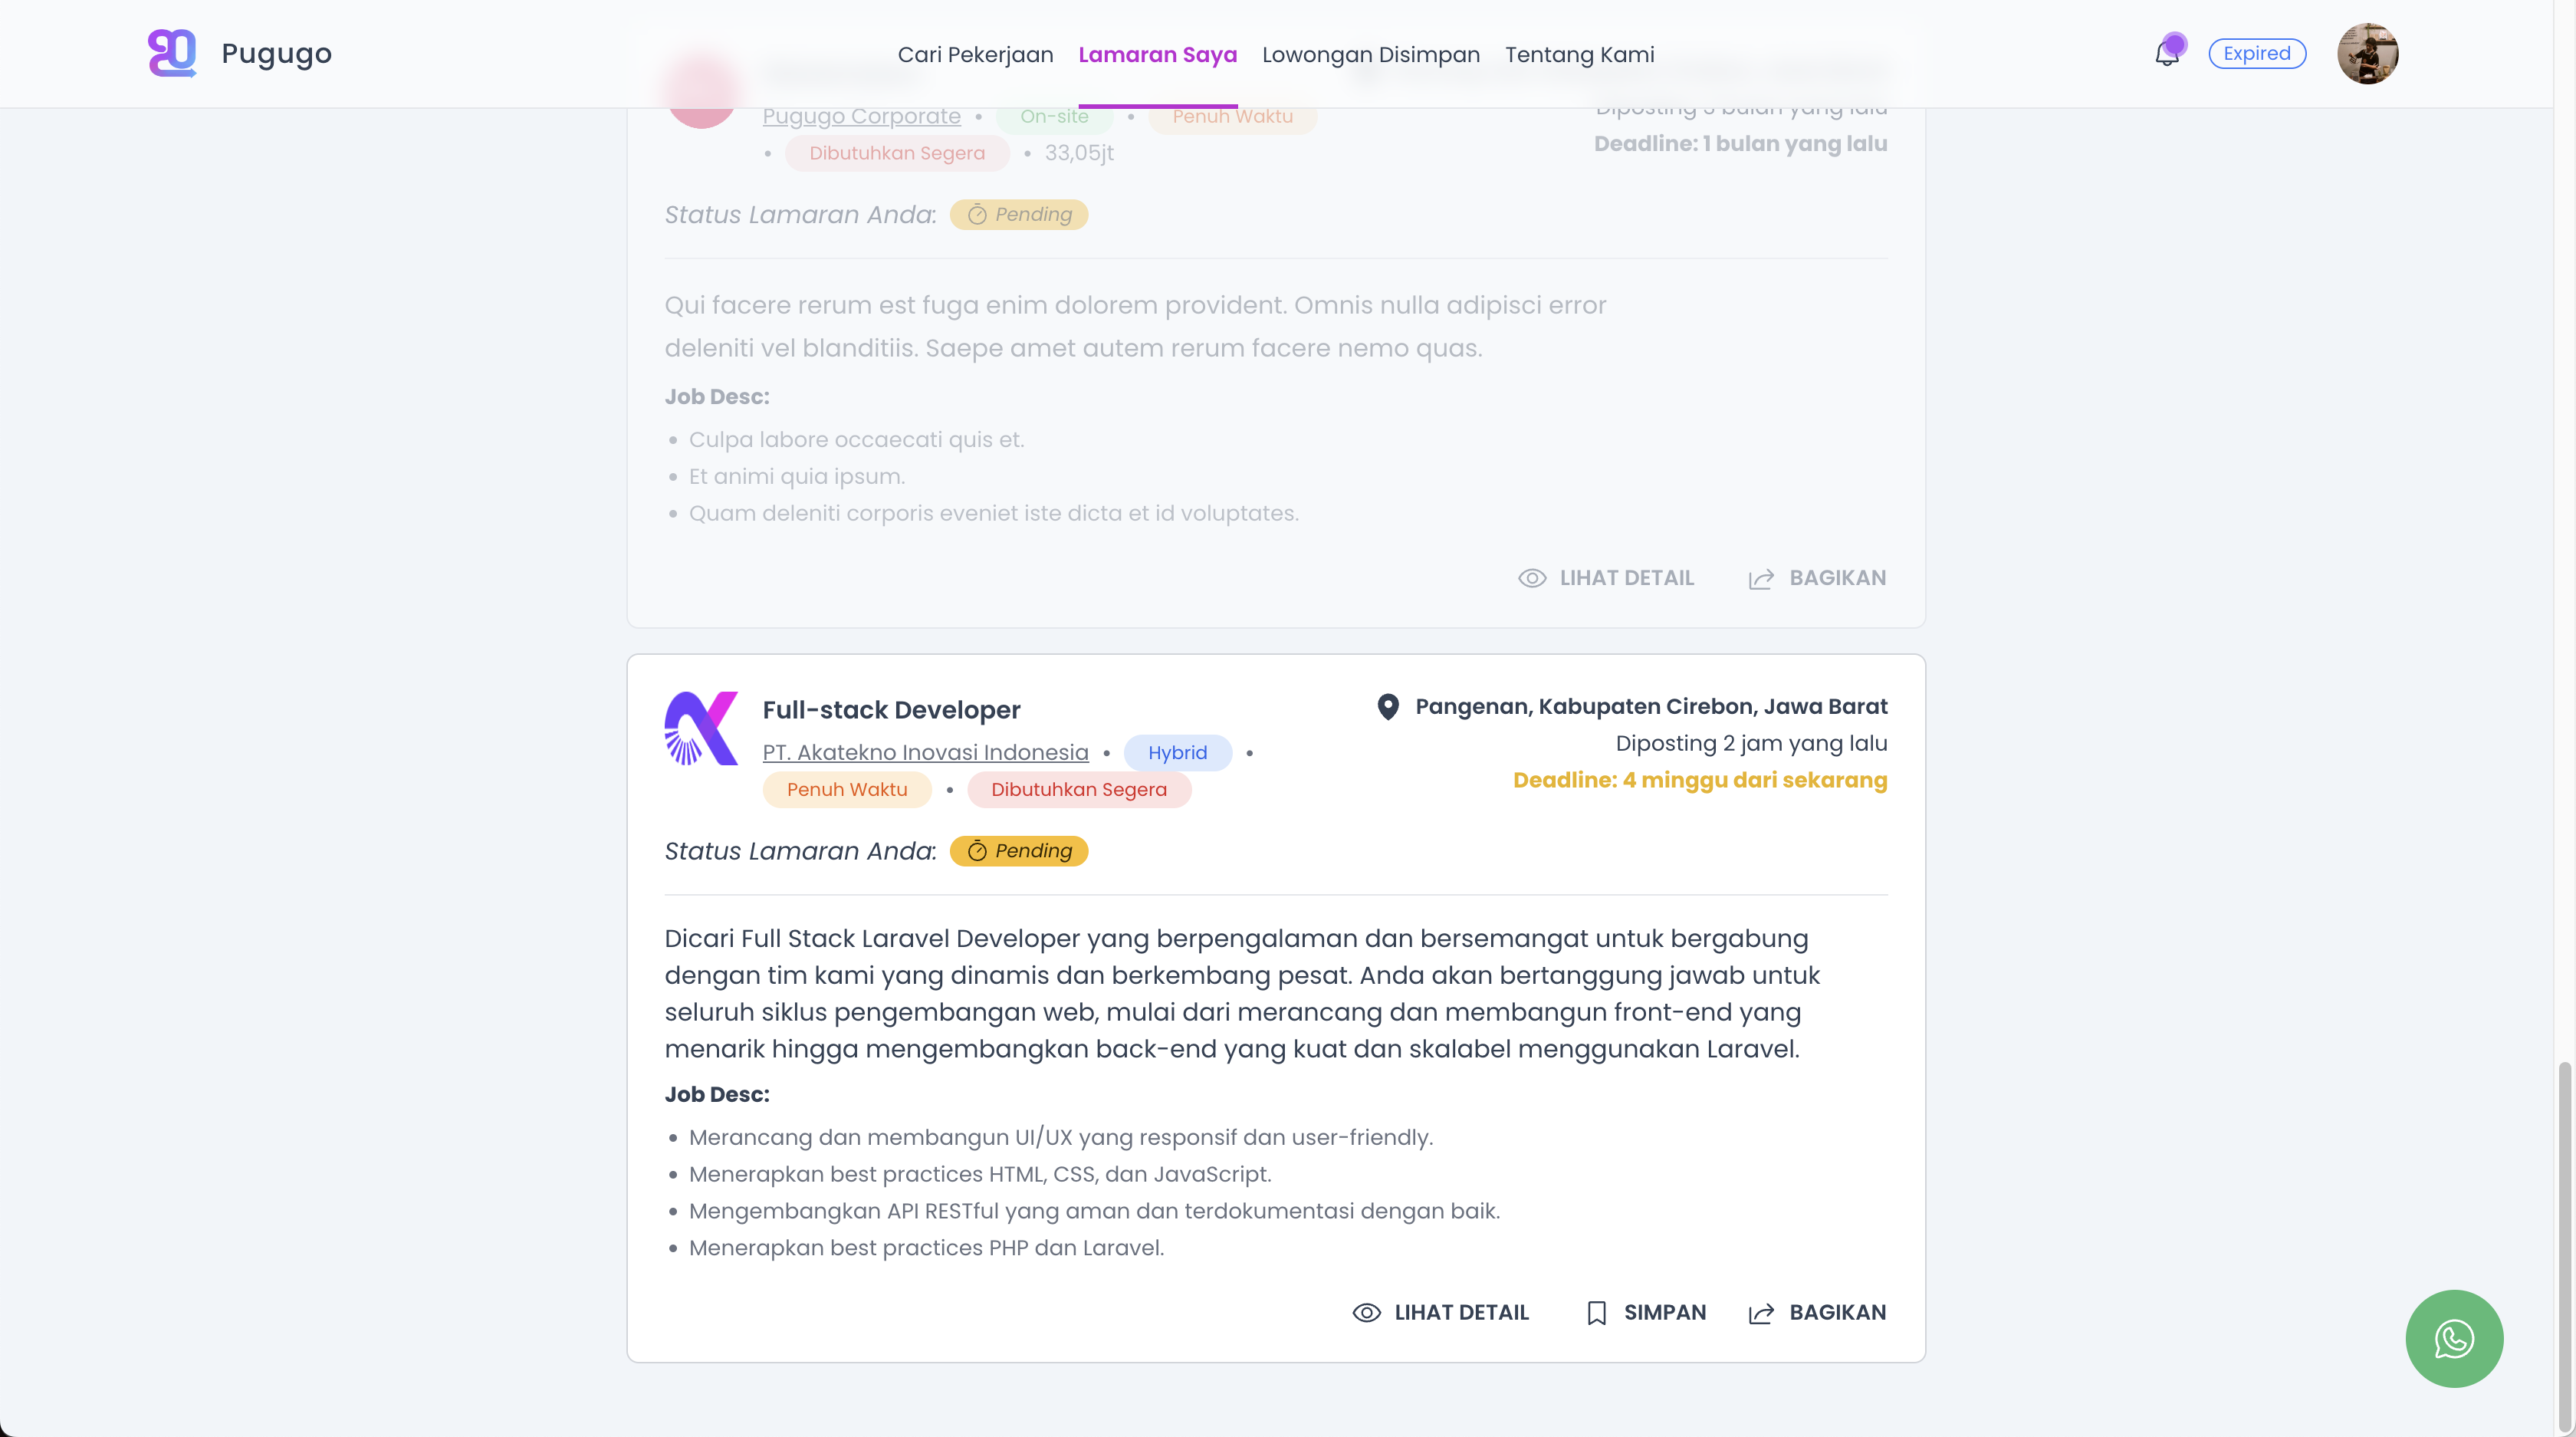 Pugugo
Cari Pekerjaan Lamaran Saya Lowongan Disimpan Tentang Kami
Expired
Pugugo Corporate • On-site • Penuh Waktu
• Dibutuhkan Segera • 33,05jt
Diposting 3 bulan yang lalu
Deadline: 1 bulan yang lalu
Status Lamaran Anda: Pending
Qui facere rerum est fuga enim dolorem provident. Omnis nulla adipisci error
deleniti vel blanditiis. Saepe amet autem rerum facere nemo quas.
Job Desc:
• Culpa labore occaecati quis et.
• Et animi quia ipsum.
• Quam deleniti corporis eveniet iste dicta et id voluptates.
LIHAT DETAIL BAGIKAN
Full-stack Developer
PT. Akatekno Inovasi Indonesia • Hybrid •
Penuh Waktu • Dibutuhkan Segera
Pangenan, Kabupaten Cirebon, Jawa Barat
Diposting 2 jam yang lalu
Deadline: 4 minggu dari sekarang
Status Lamaran Anda: Pending
Dicari Full Stack Laravel Developer yang berpengalaman dan bersemangat untuk bergabung
dengan tim kami yang dinamis dan berkembang pesat. Anda akan bertanggung jawab untuk
seluruh siklus pengembangan web, mulai dari merancang dan membangun front-end yang
menarik hingga mengembangkan back-end yang kuat dan skalabel menggunakan Laravel.
Job Desc:
• Merancang dan membangun UI/UX yang responsif dan user-friendly.
• Menerapkan best practices HTML, CSS, dan JavaScript.
• Mengembangkan API RESTful yang aman dan terdokumentasi dengan baik.
• Menerapkan best practices PHP dan Laravel.
LIHAT DETAIL SIMPAN BAGIKAN